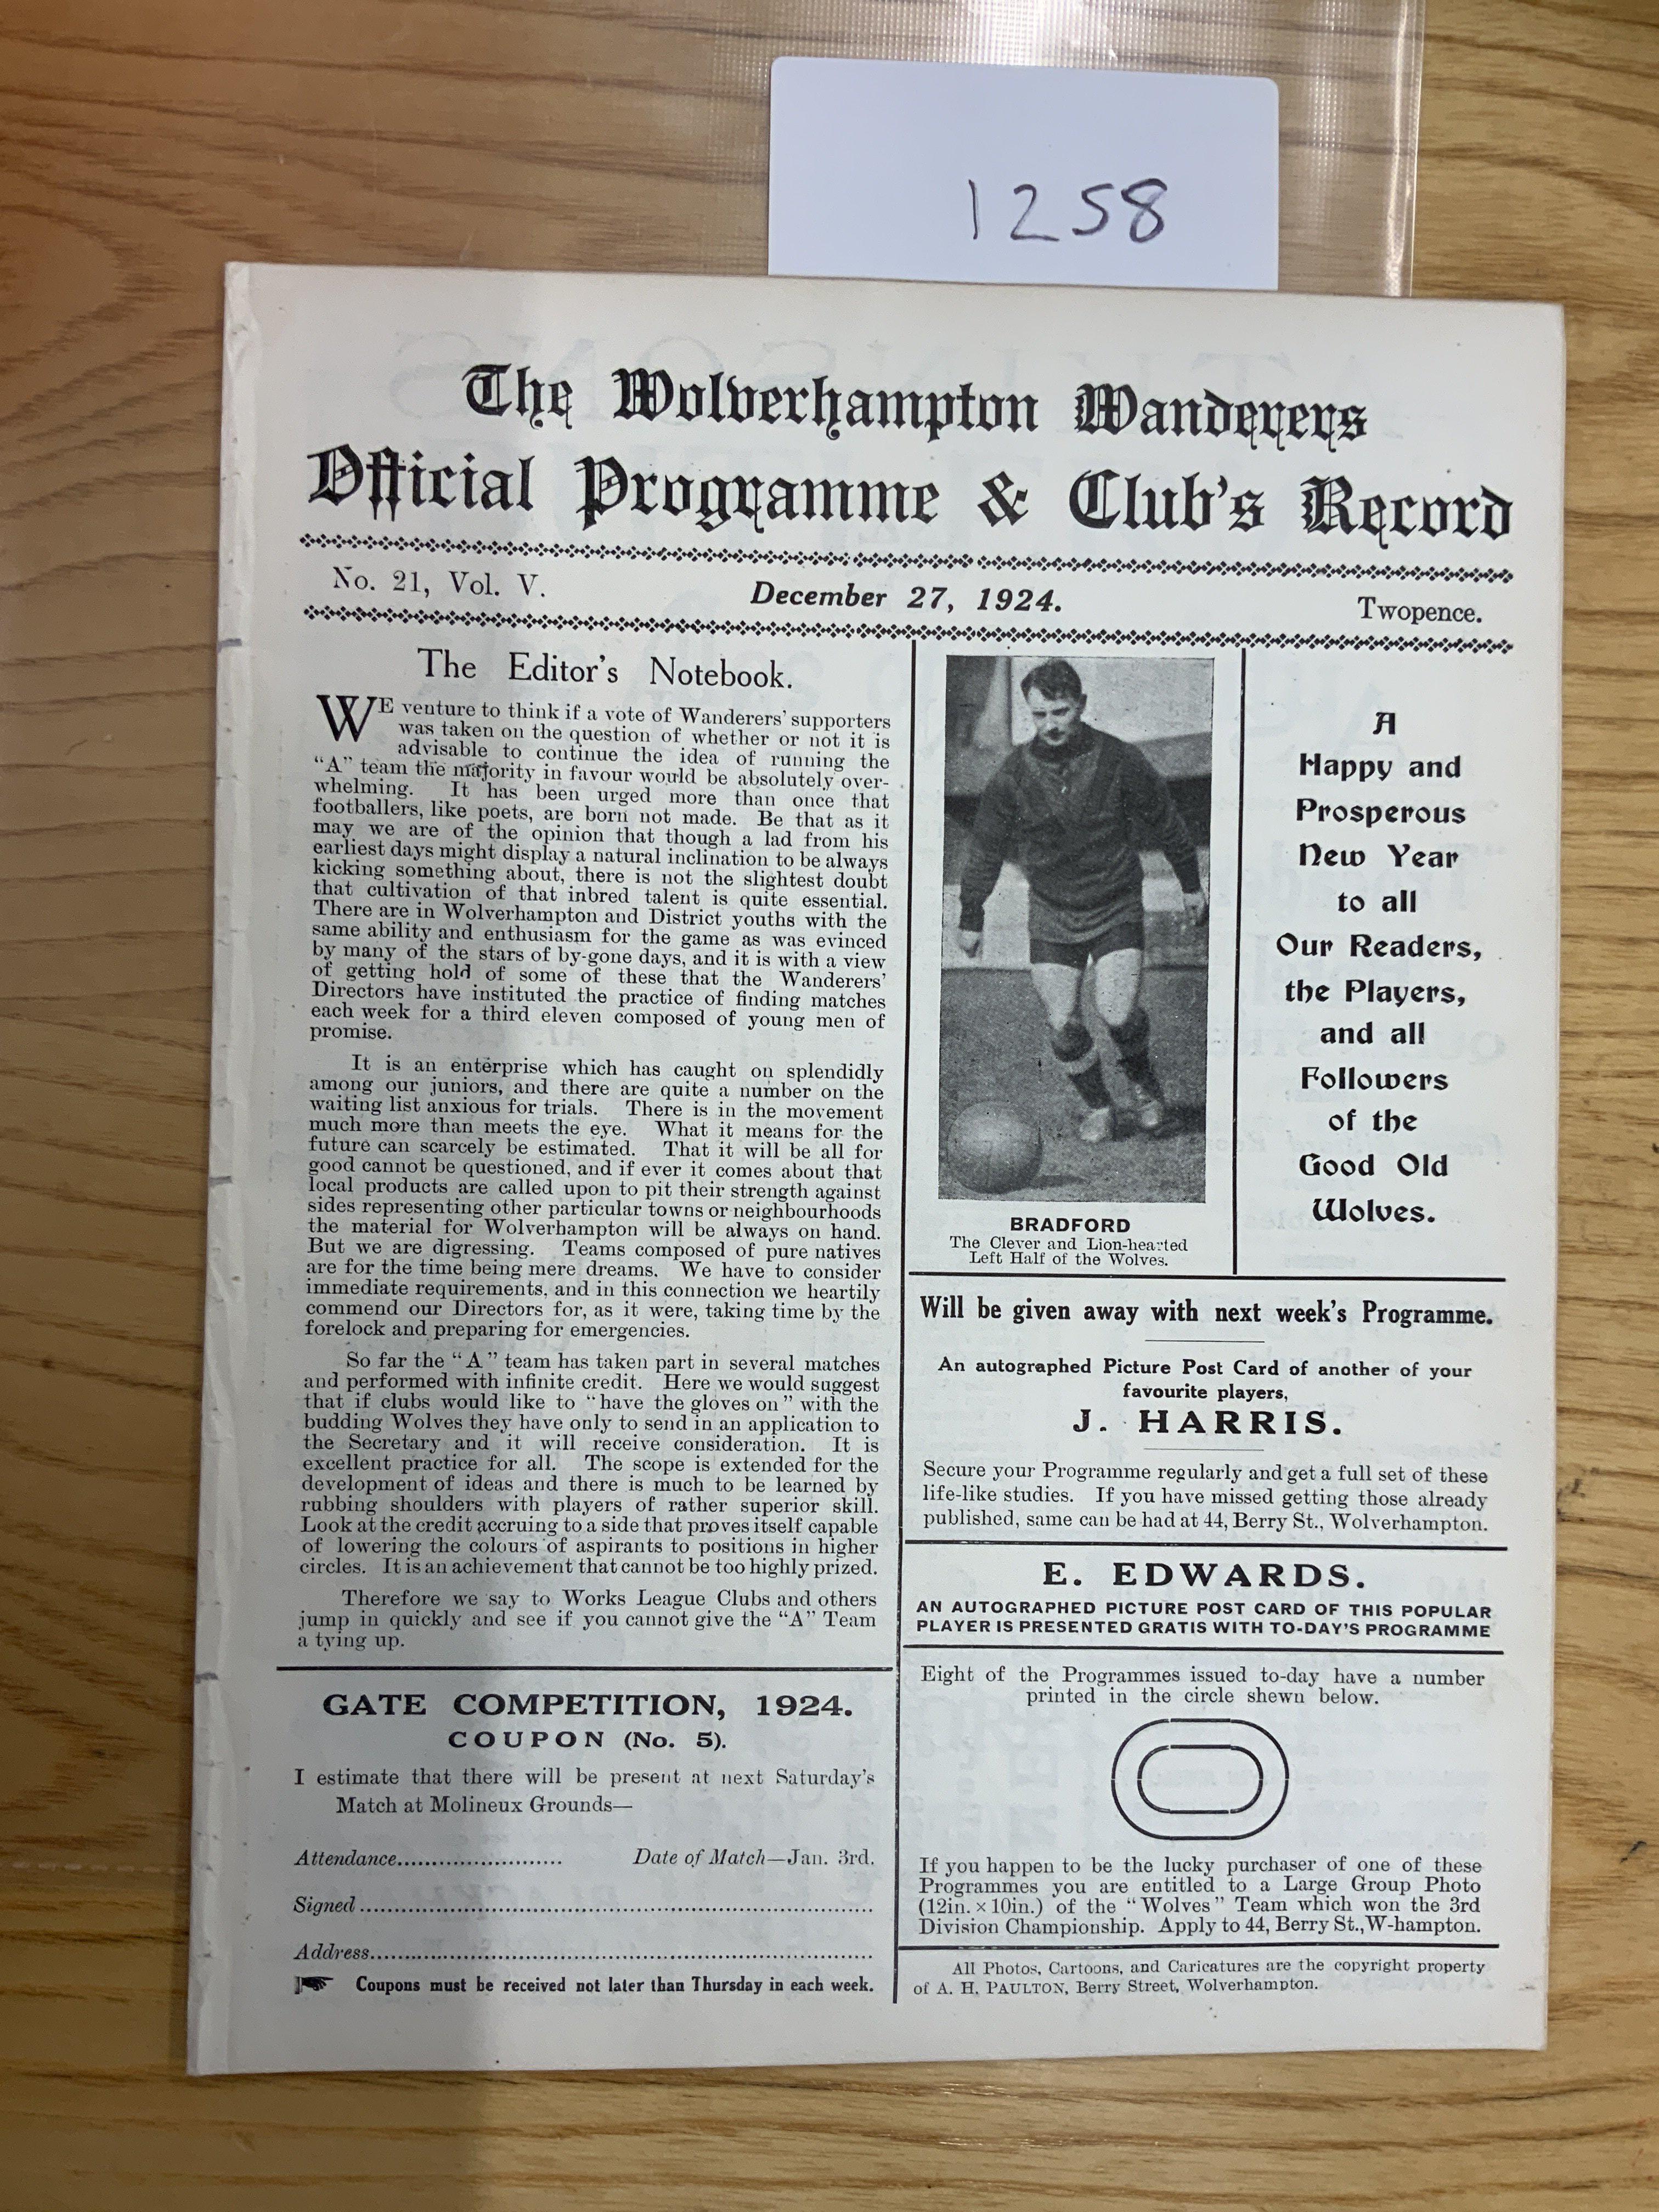 1258
The Wolverhampton Wanderers
Official Programme & Club's Record
No. 21, Vol. V.
December 27, 1924.
Twopence.
The Editor's Notebook.
WE venture to think if a vote of Wanderers' supporters
was taken on the question of whether or not it is
advisable to continue the idea of running the
"A" team the majority in favour would be absolutely over-
whelming. It has been urged more than once that
footballers, like poets, are born not made. Be that as it
may we are of the opinion that though a lad from his
earliest days might display a natural inclination to be always
kicking something about, there is not the slightest doubt
that cultivation of that inbred talent is quite essential.
There are in Wolverhampton and District youths with the
same ability and enthusiasm for the game as was evinced
by many of the stars of by-gone days, and it is with a view
of getting hold of some of these that the Wanderers'
Directors have instituted the practice of finding matches
each week for a third eleven composed of young men of
promise.
It is an enterprise which has caught on splendidly
among our juniors, and there are quite a number on the
waiting list anxious for trials. There is in the movement
much more than meets the eye. What it means for the
future can scarcely be estimated. That it will be all for
good cannot be questioned, and if ever it comes about that
local products are called upon to pit their strength against
sides representing other particular towns or neighbourhoods
the material for Wolverhampton will be always on hand.
But we are digressing. Teams composed of pure natives
are for the time being mere dreams. We have to consider
immediate requirements, and in this connection we heartily
commend our Directors for, as it were, taking time by the
forelock and preparing for emergencies.
So far the "A" team has taken part in several matches
and performed with infinite credit. Here we would suggest
that if clubs would like to "have the gloves on" with the
budding Wolves they have only to send in an application to
the Secretary and it will receive consideration. It is
excellent practice for all. The scope is extended for the
development of ideas and there is much to be learned by
rubbing shoulders with players of rather superior skill.
Look at the credit accruing to a side that proves itself capable
of lowering the colours of aspirants to positions in higher
circles. It is an achievement that cannot be too highly prized.
Therefore we say to Works League Clubs and others
jump in quickly and see if you cannot give the "A" Team
a tying up.
GATE COMPETITION, 1924.
COUPON (No. 5).
I estimate that there will be present at next Saturday's
Match at Molineux Grounds—
Attendance........................ Date of Match—Jan. 3rd.
Signed ..........................................................................
Address........................................................................
Coupons must be received not later than Thursday in each week.
BRADFORD
The Clever and Lion-hearted
Left Half of the Wolves.
A
Happy and
Prosperous
New Year
to all
Our Readers,
the Players,
and all
Followers
of the
Good Old
Wolves.
Will be given away with next week's Programme.
An autographed Picture Post Card of another of your
favourite players,
J. HARRIS.
Secure your Programme regularly and get a full set of these
life-like studies. If you have missed getting those already
published, same can be had at 44, Berry St., Wolverhampton.
E. EDWARDS.
AN AUTOGRAPHED PICTURE POST CARD OF THIS POPULAR
PLAYER IS PRESENTED GRATIS WITH TO-DAY'S PROGRAMME
Eight of the Programmes issued to-day have a number
printed in the circle shewn below.
If you happen to be the lucky purchaser of one of these
Programmes you are entitled to a Large Group Photo
(12in. × 10in.) of the "Wolves" Team which won the 3rd
Division Championship. Apply to 44, Berry St., W-hampton.
All Photos, Cartoons, and Caricatures are the copyright property
of A. H. PAULTON, Berry Street, Wolverhampton.